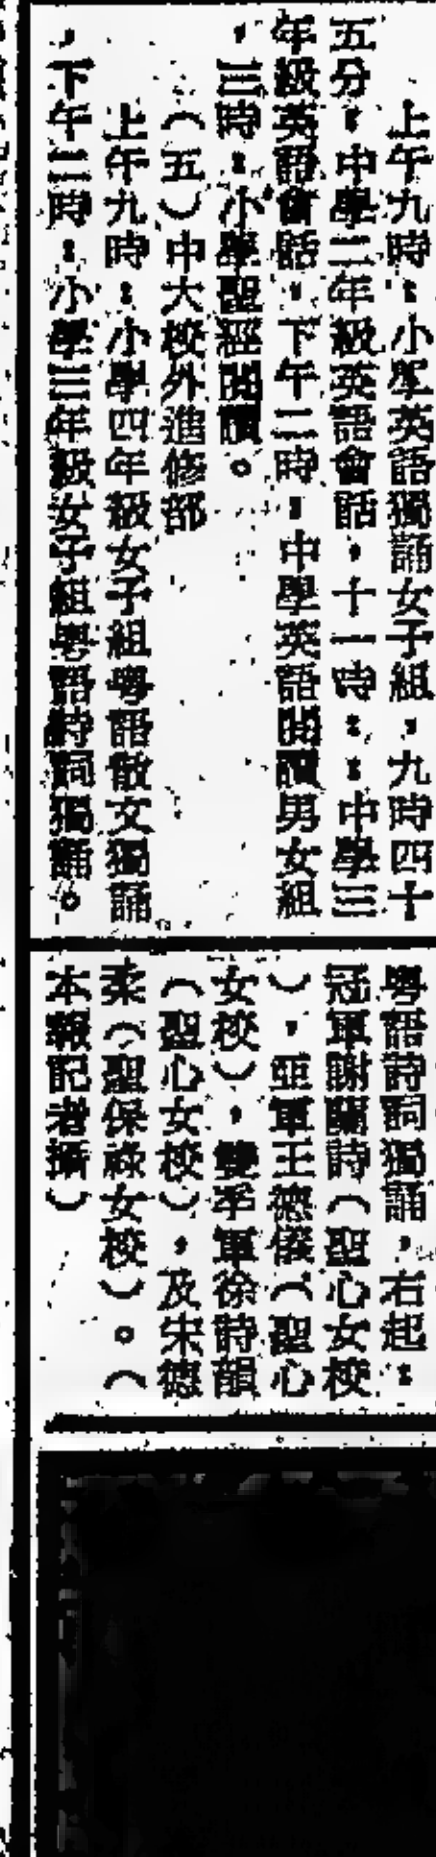 上午九時:小學英語獨誦女子組,九時四十
五分,中學二年級英語會話,十一時::中學三
年級英語會話,下午二時:中學英語閱讀男女組
,三時:小學聖經閱讀。
(五)中大校外進修部
上午九時:小學四年級女子組粵語散文獨誦
,下午二時:小學三年級女子組粵語詩詞獨誦。
粵語詩詞獨誦,右起:
冠軍謝蘭詩(聖心女校
),亞軍王德儀(聖心
女校),雙季軍徐詩韻
(聖心女校),及宋德
柔(聖保祿女校)。(
本報記者攝)